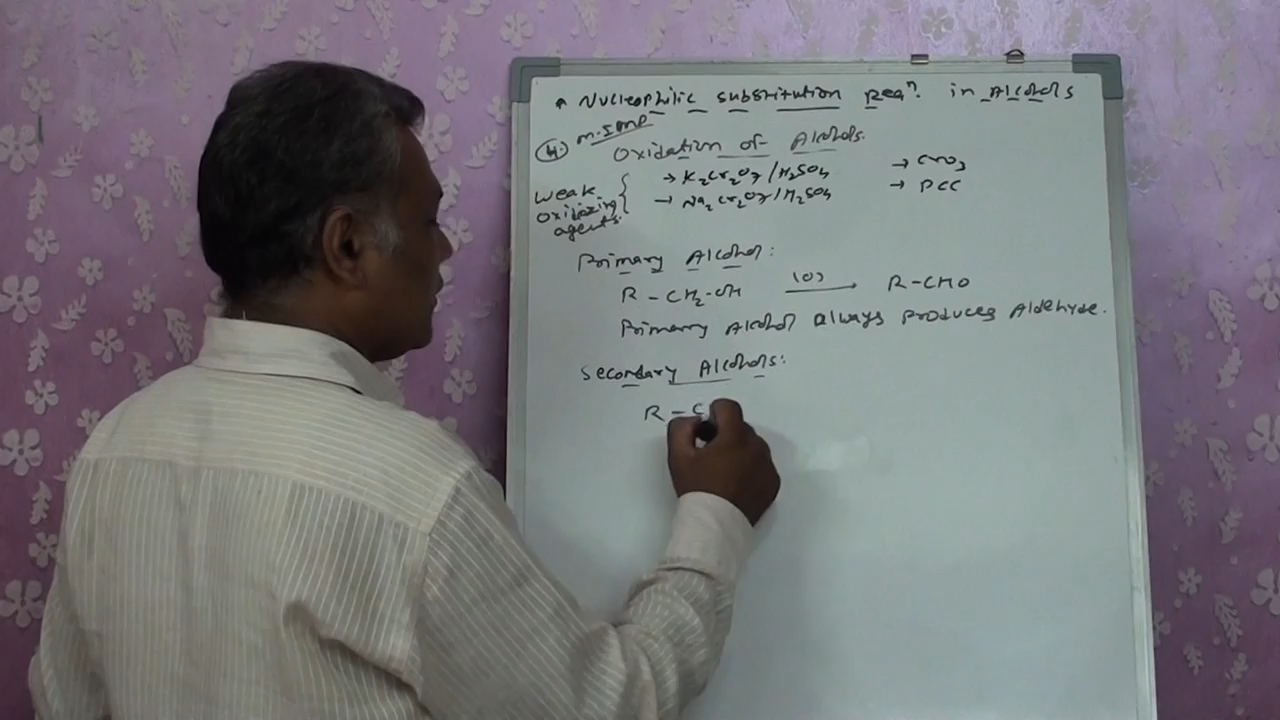 • Nucleophilic substitution Reaⁿ. in Alcohols
④ m.Imp
Oxidation of Alcohols.
Weak oxidizing agents. { → K₂Cr₂O₇/H₂SO₄ → CrO₃
→ Na₂Cr₂O₇/H₂SO₄ → PCC
Primary Alcohol:
R - CH₂-OH (O) → R-CHO
Primary Alcohol always produces Aldehyde.
Secondary Alcohols:
R - C